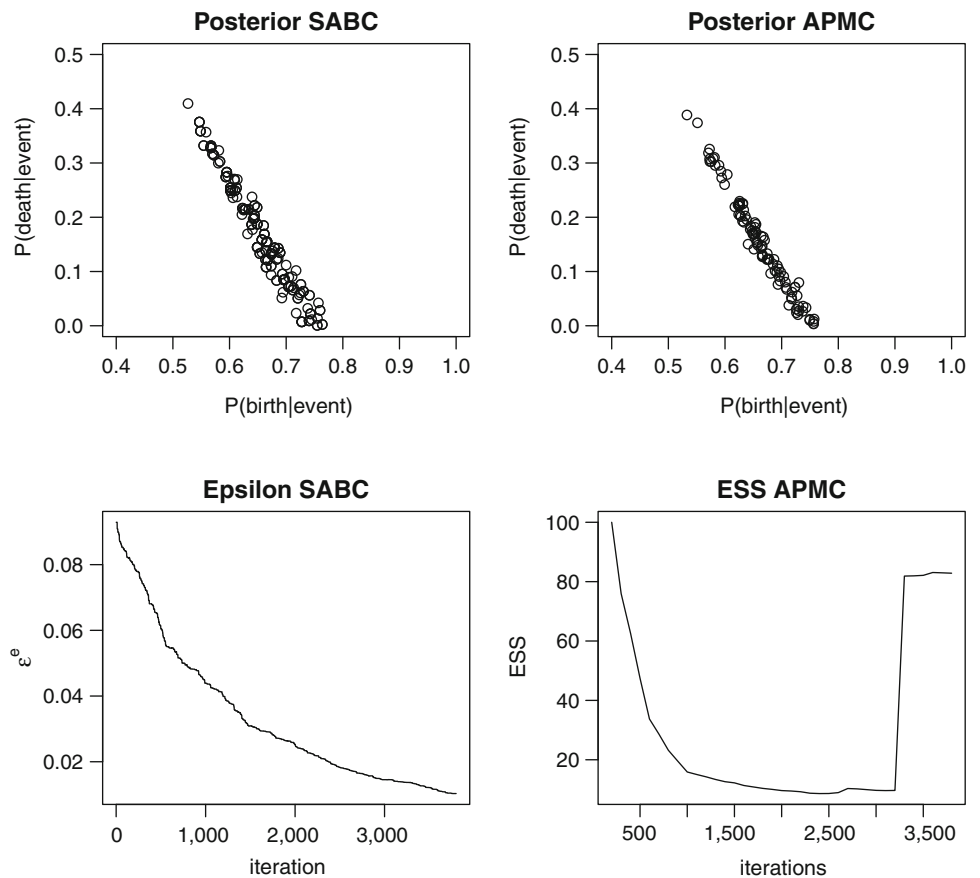 Posterior SABC
0.5
0.4
0.3
0.2
0.1
0.0
P(death|event)
0.4 0.5 0.6 0.7 0.8 0.9 1.0
P(birth|event)
Posterior APMC
0.5
0.4
0.3
0.2
0.1
0.0
P(death|event)
0.4 0.5 0.6 0.7 0.8 0.9 1.0
P(birth|event)
Epsilon SABC
0.08
0.06
0.04
0.02
εᵉ
0 1,000 2,000 3,000
iteration
ESS APMC
100
80
60
40
20
ESS
500 1,500 2,500 3,500
iterations